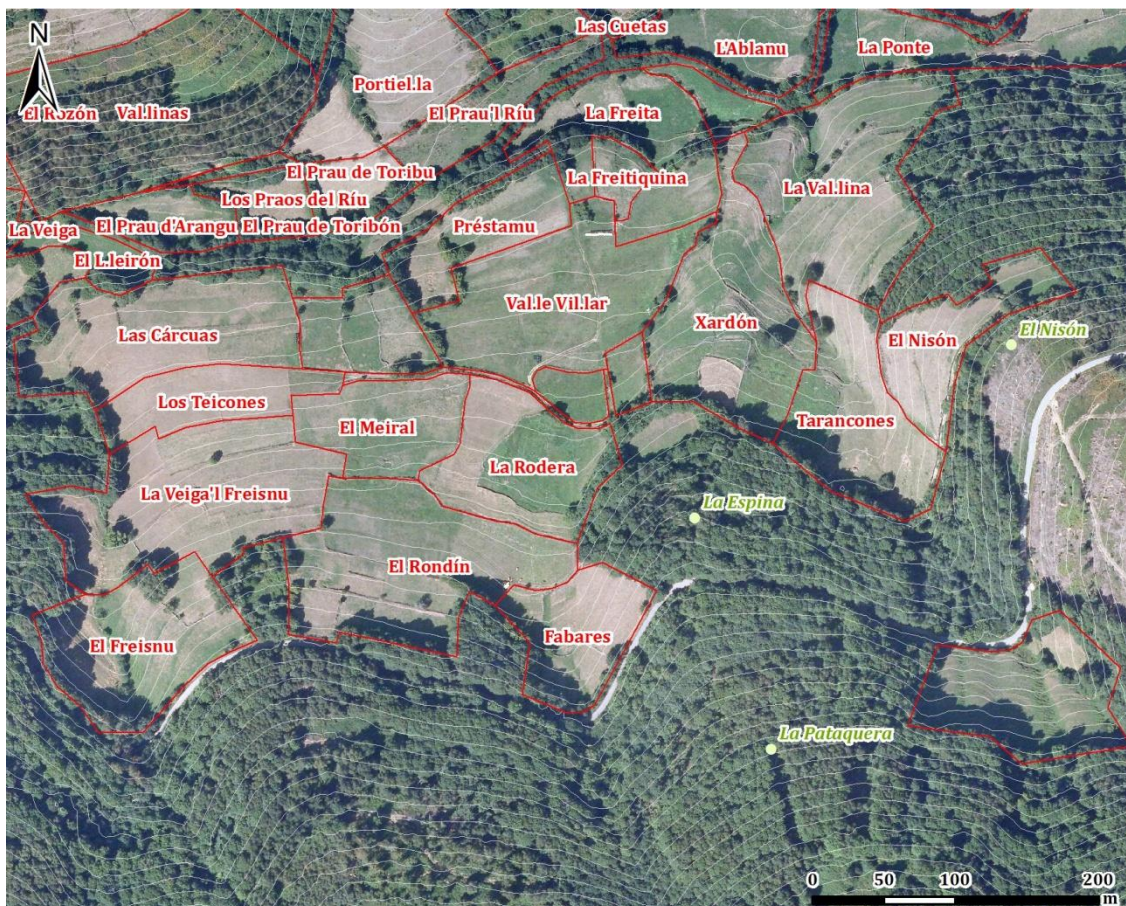 N
Las Cuetas
L'Ablanu
La Ponte
Portiel.la
El Rozón
Val.linas
El Prau'l Ríu
La Freita
El Prau de Toribu
La Freitiquina
La Val.lina
Los Praos del Ríu
La Veiga
El Prau d'Arangu
El Prau de Toribón
Préstamu
El L.leirón
Val.le Vil.lar
Las Cárcuas
Xardón
El Nisón
El Nisón
Los Teicones
El Meiral
Tarancones
La Rodera
La Veiga'l Freisnu
La Espina
El Rondín
El Freisnu
Fabares
La Pataquera
0 50 100 200
m